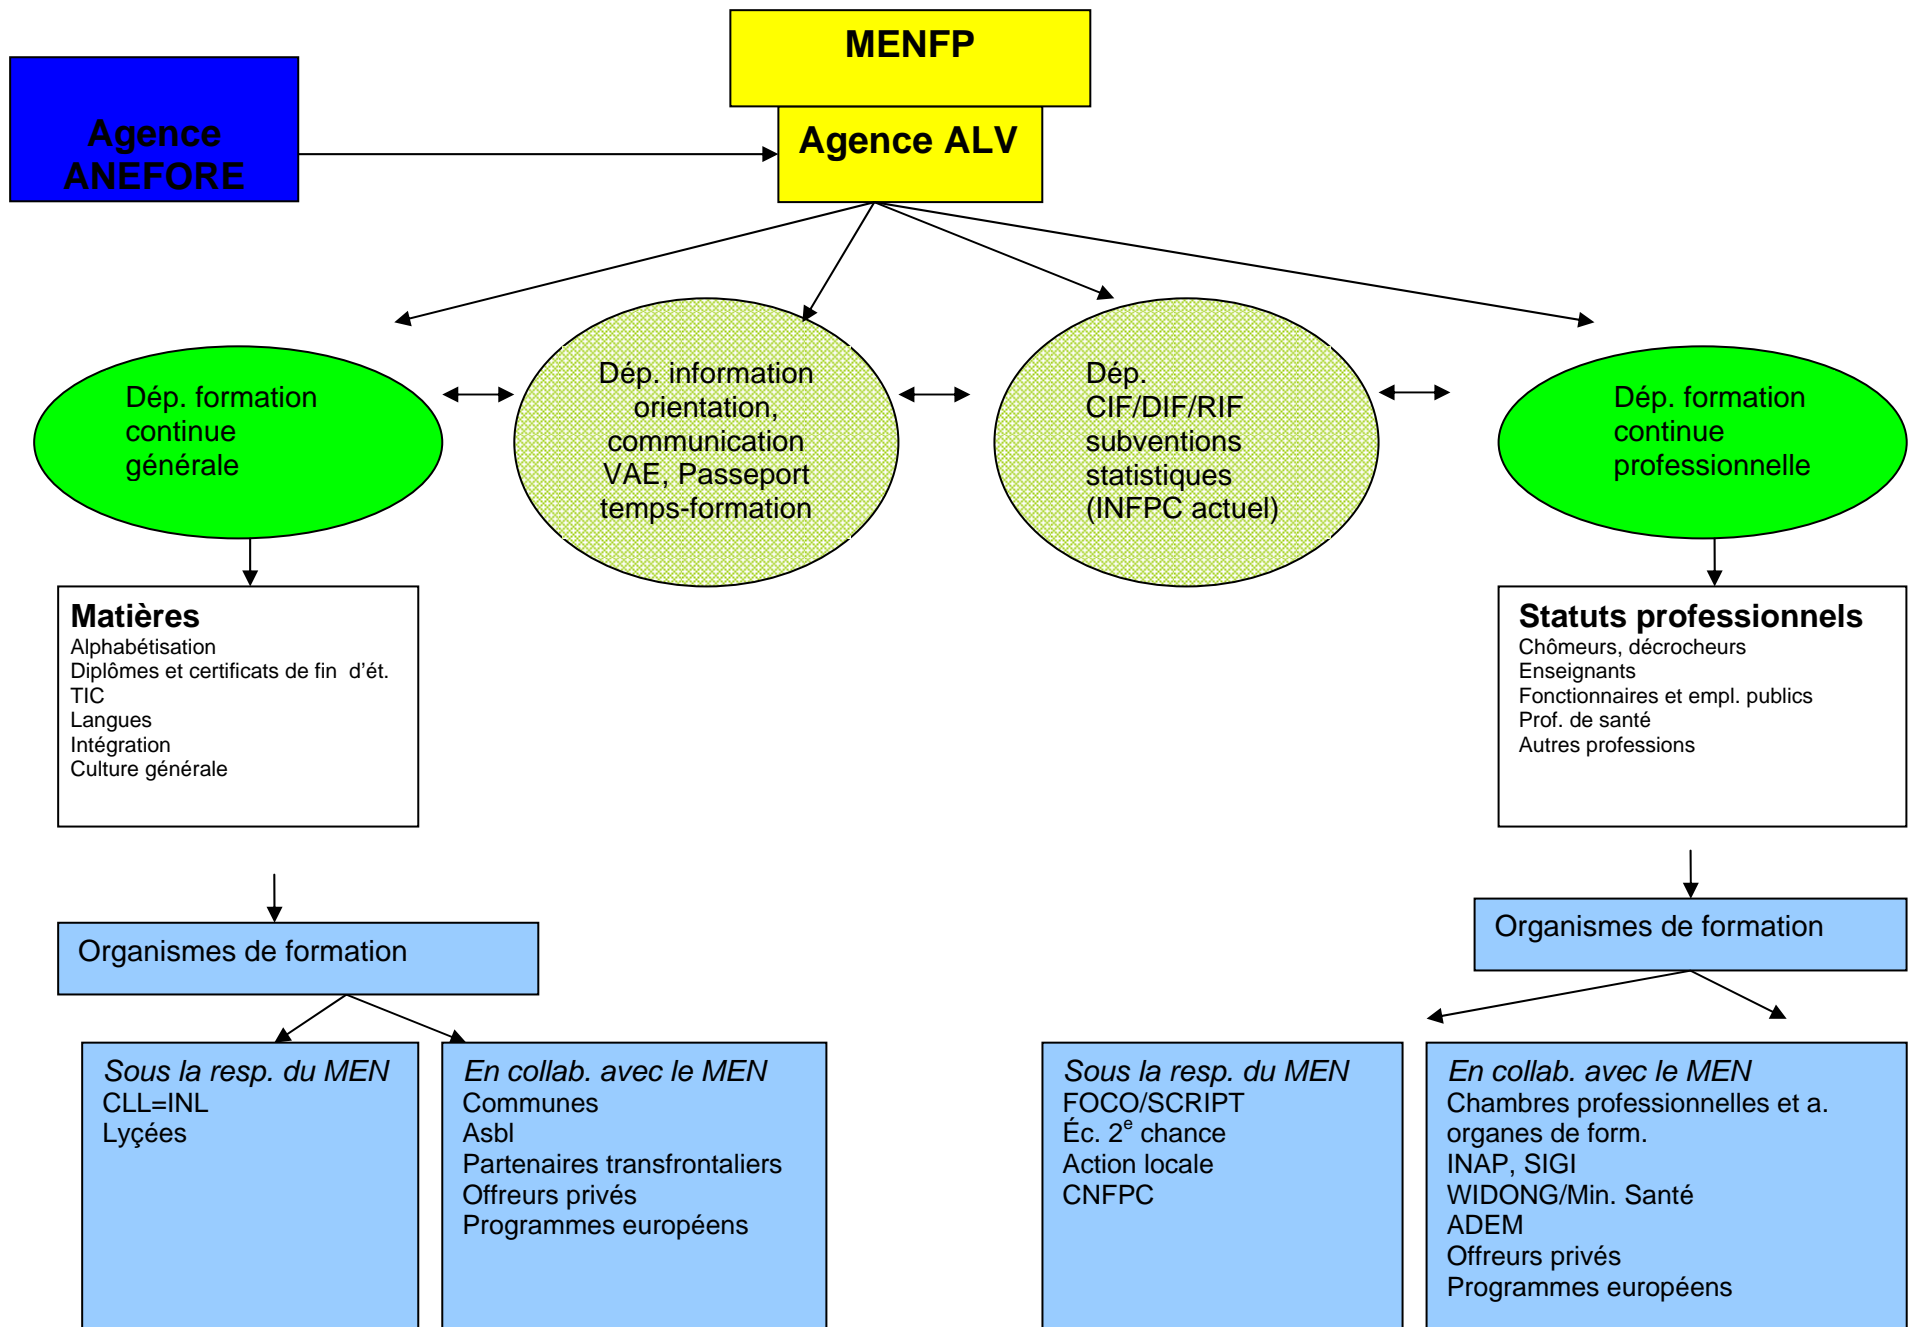 MENFP
Agence
ANEFORE
Agence ALV
Dép. formation
continue
générale
Dép. information
orientation,
communication
VAE, Passeport
temps-formation
Dép.
CIF/DIF/RIF
subventions
statistiques
(INFPC actuel)
Dép. formation
continue
professionnelle
Matières
Alphabétisation
Diplômes et certificats de fin d'ét.
TIC
Langues
Intégration
Culture générale
Statuts professionnels
Chômeurs, décrocheurs
Enseignants
Fonctionnaires et empl. publics
Prof. de santé
Autres professions
Organismes de formation
Organismes de formation
Sous la resp. du MEN
CLL=INL
Lyçées
En collab. avec le MEN
Communes
Asbl
Partenaires transfrontaliers
Offreurs privés
Programmes européens
Sous la resp. du MEN
FOCO/SCRIPT
Éc. 2e chance
Action locale
CNFPC
En collab. avec le MEN
Chambres professionnelles et a.
organes de form.
INAP, SIGI
WIDONG/Min. Santé
ADEM
Offreurs privés
Programmes européens